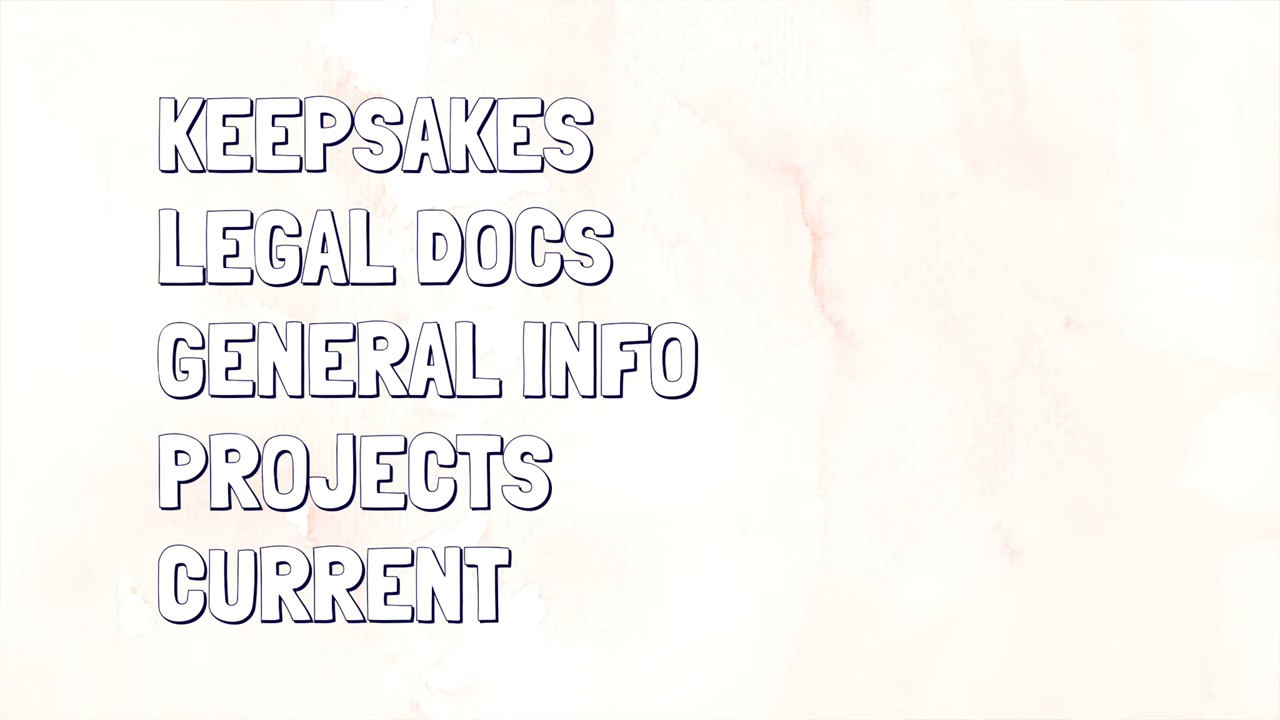 KEEPSAKES
LEGAL DOCS
GENERAL INFO
PROJECTS
CURRENT